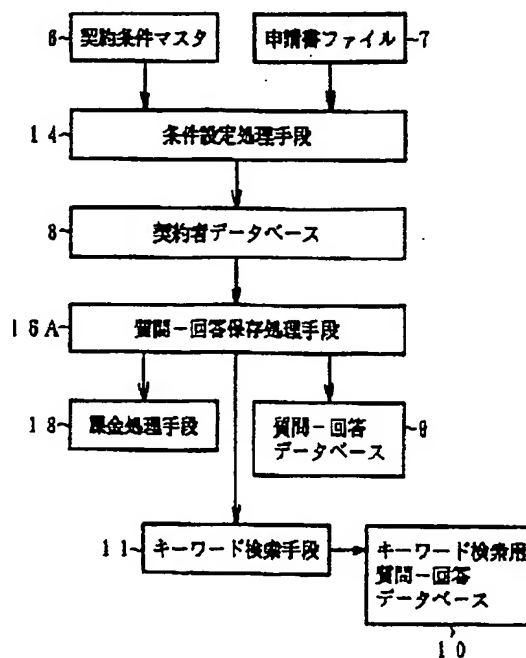 6 契約条件マスタ 申請書ファイル 7
14 条件設定処理手段
8 契約者データベース
16A 質問−回答保存処理手段
18 課金処理手段 質問−回答 9
データベース
11 キーワード検索手段 キーワード検索用
質問−回答
データベース
10